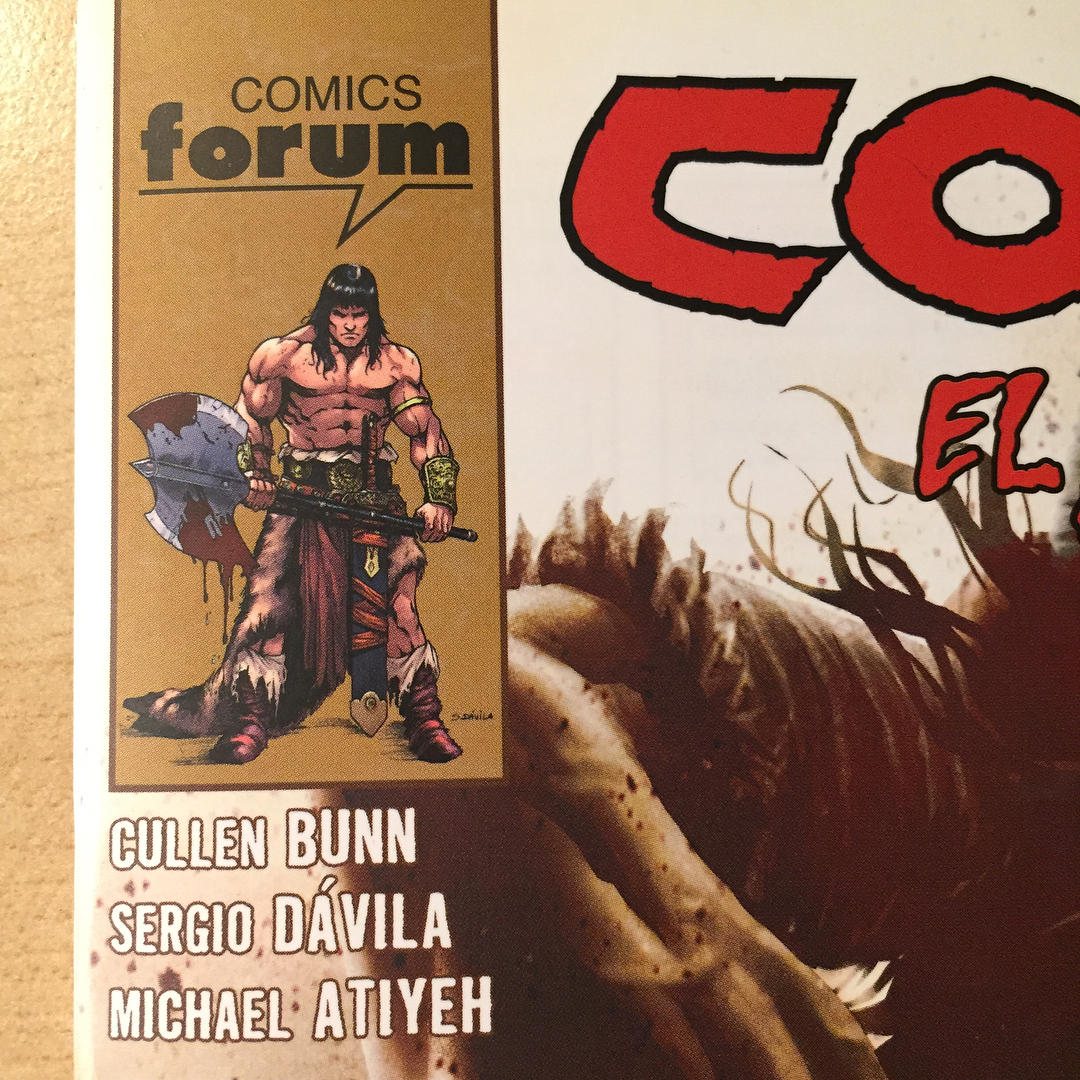 COMICS
forum
CO
EL
S.DÁVILA
CULLEN BUNN
SERGIO DÁVILA
MICHAEL ATIYEH